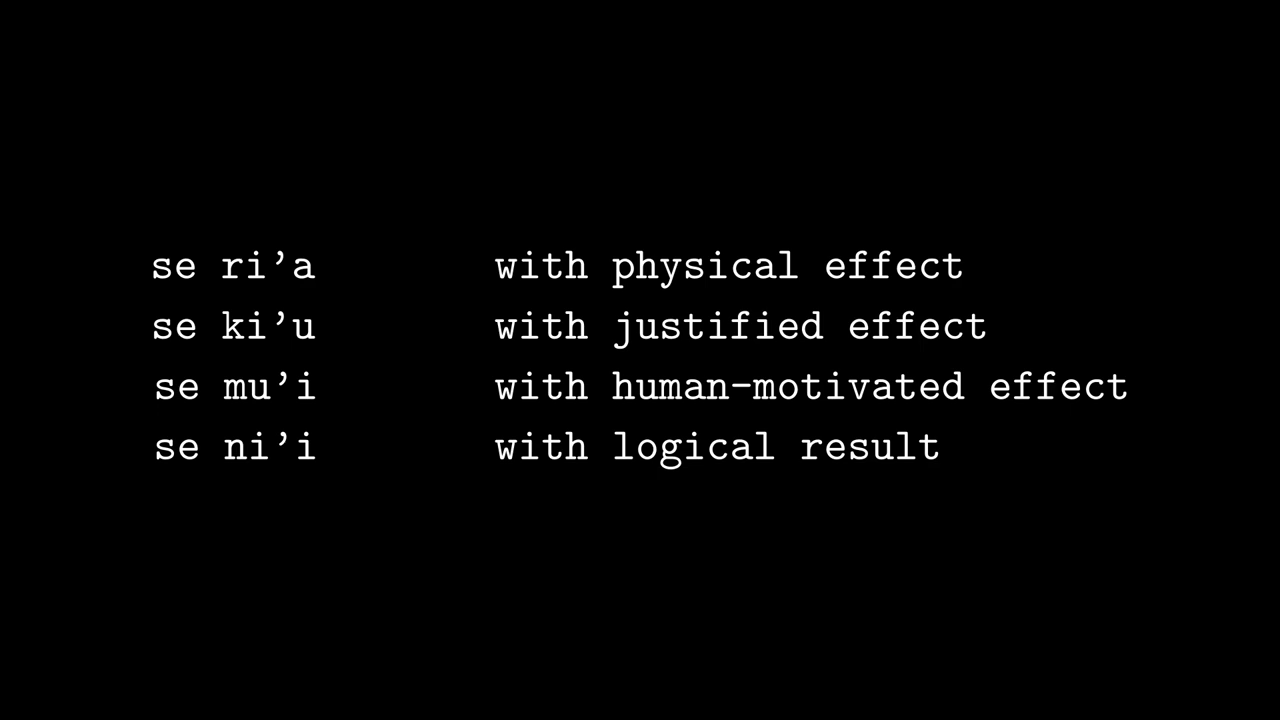 se ri’a with physical effect
se ki’u with justified effect
se mu’i with human-motivated effect
se ni’i with logical result